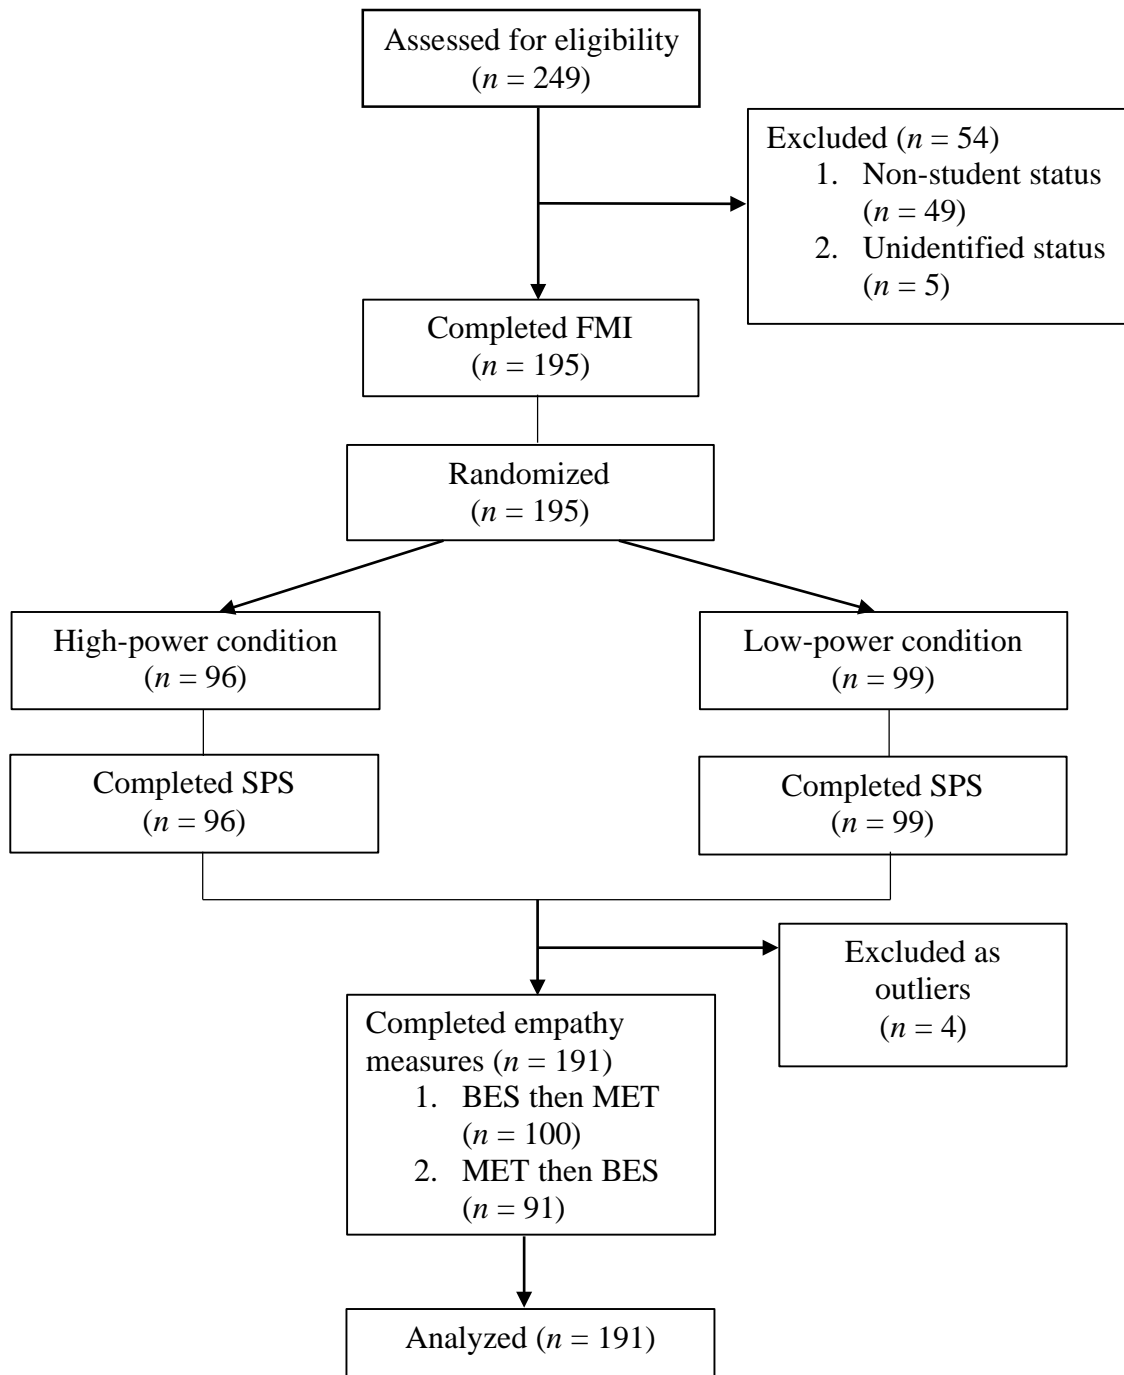 Assessed for eligibility
(n = 249)
Excluded (n = 54)
1. Non-student status
(n = 49)
2. Unidentified status
(n = 5)
Completed FMI
(n = 195)
Randomized
(n = 195)
High-power condition
(n = 96)
Low-power condition
(n = 99)
Completed SPS
(n = 96)
Completed SPS
(n = 99)
Excluded as
outliers
(n = 4)
Completed empathy
measures (n = 191)
1. BES then MET
(n = 100)
2. MET then BES
(n = 91)
Analyzed (n = 191)